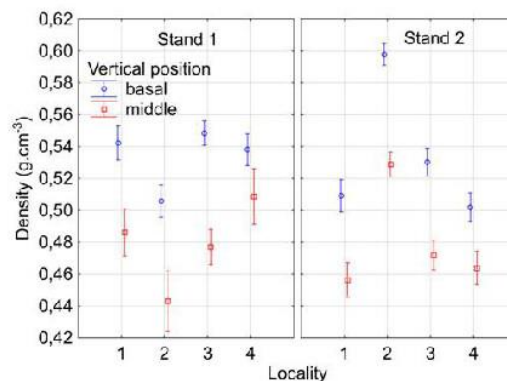 Stand 1
Stand 2
Vertical position
basal
middle
Density (g.cm-³)
0,62
0,60
0,58
0,56
0,54
0,52
0,50
0,48
0,46
0,44
0,42
1 2 3 4
1 2 3 4
Locality